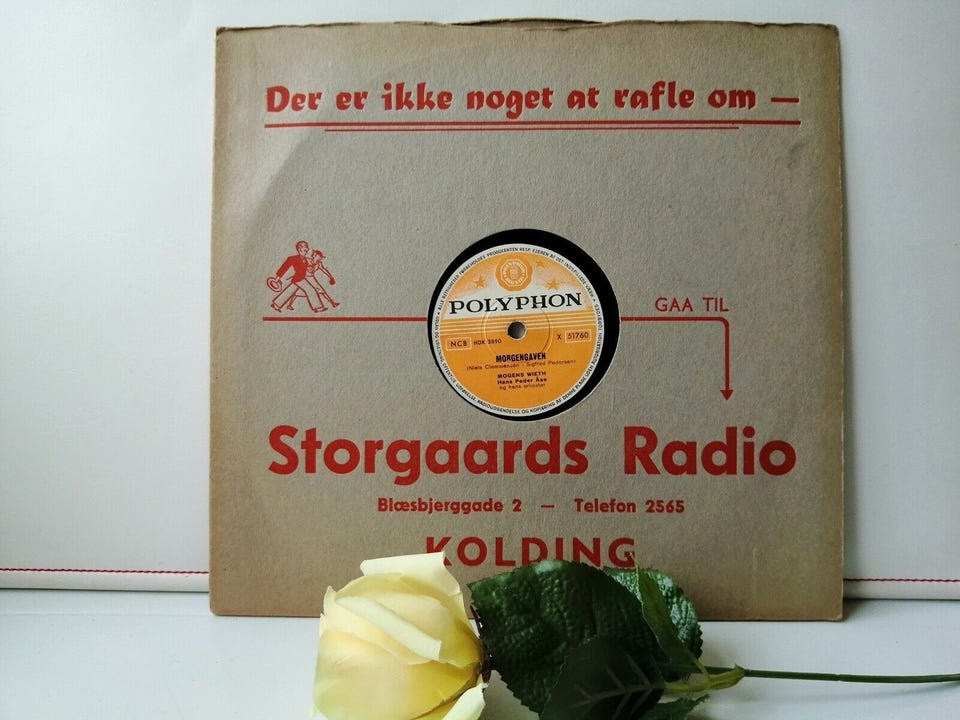 Der er ikke noget at rafle om —
GAA TIL
POLYPHON
NCB HDK 3890 X 51760
MORGENGAVEN
(Niels Clemmensen - Sigfred Pedersen)
MOGENS WIETH
Hans Peder Åse
og hans orkester
Storgaards Radio
Blæsbjerggade 2 — Telefon 2565
KOLDING